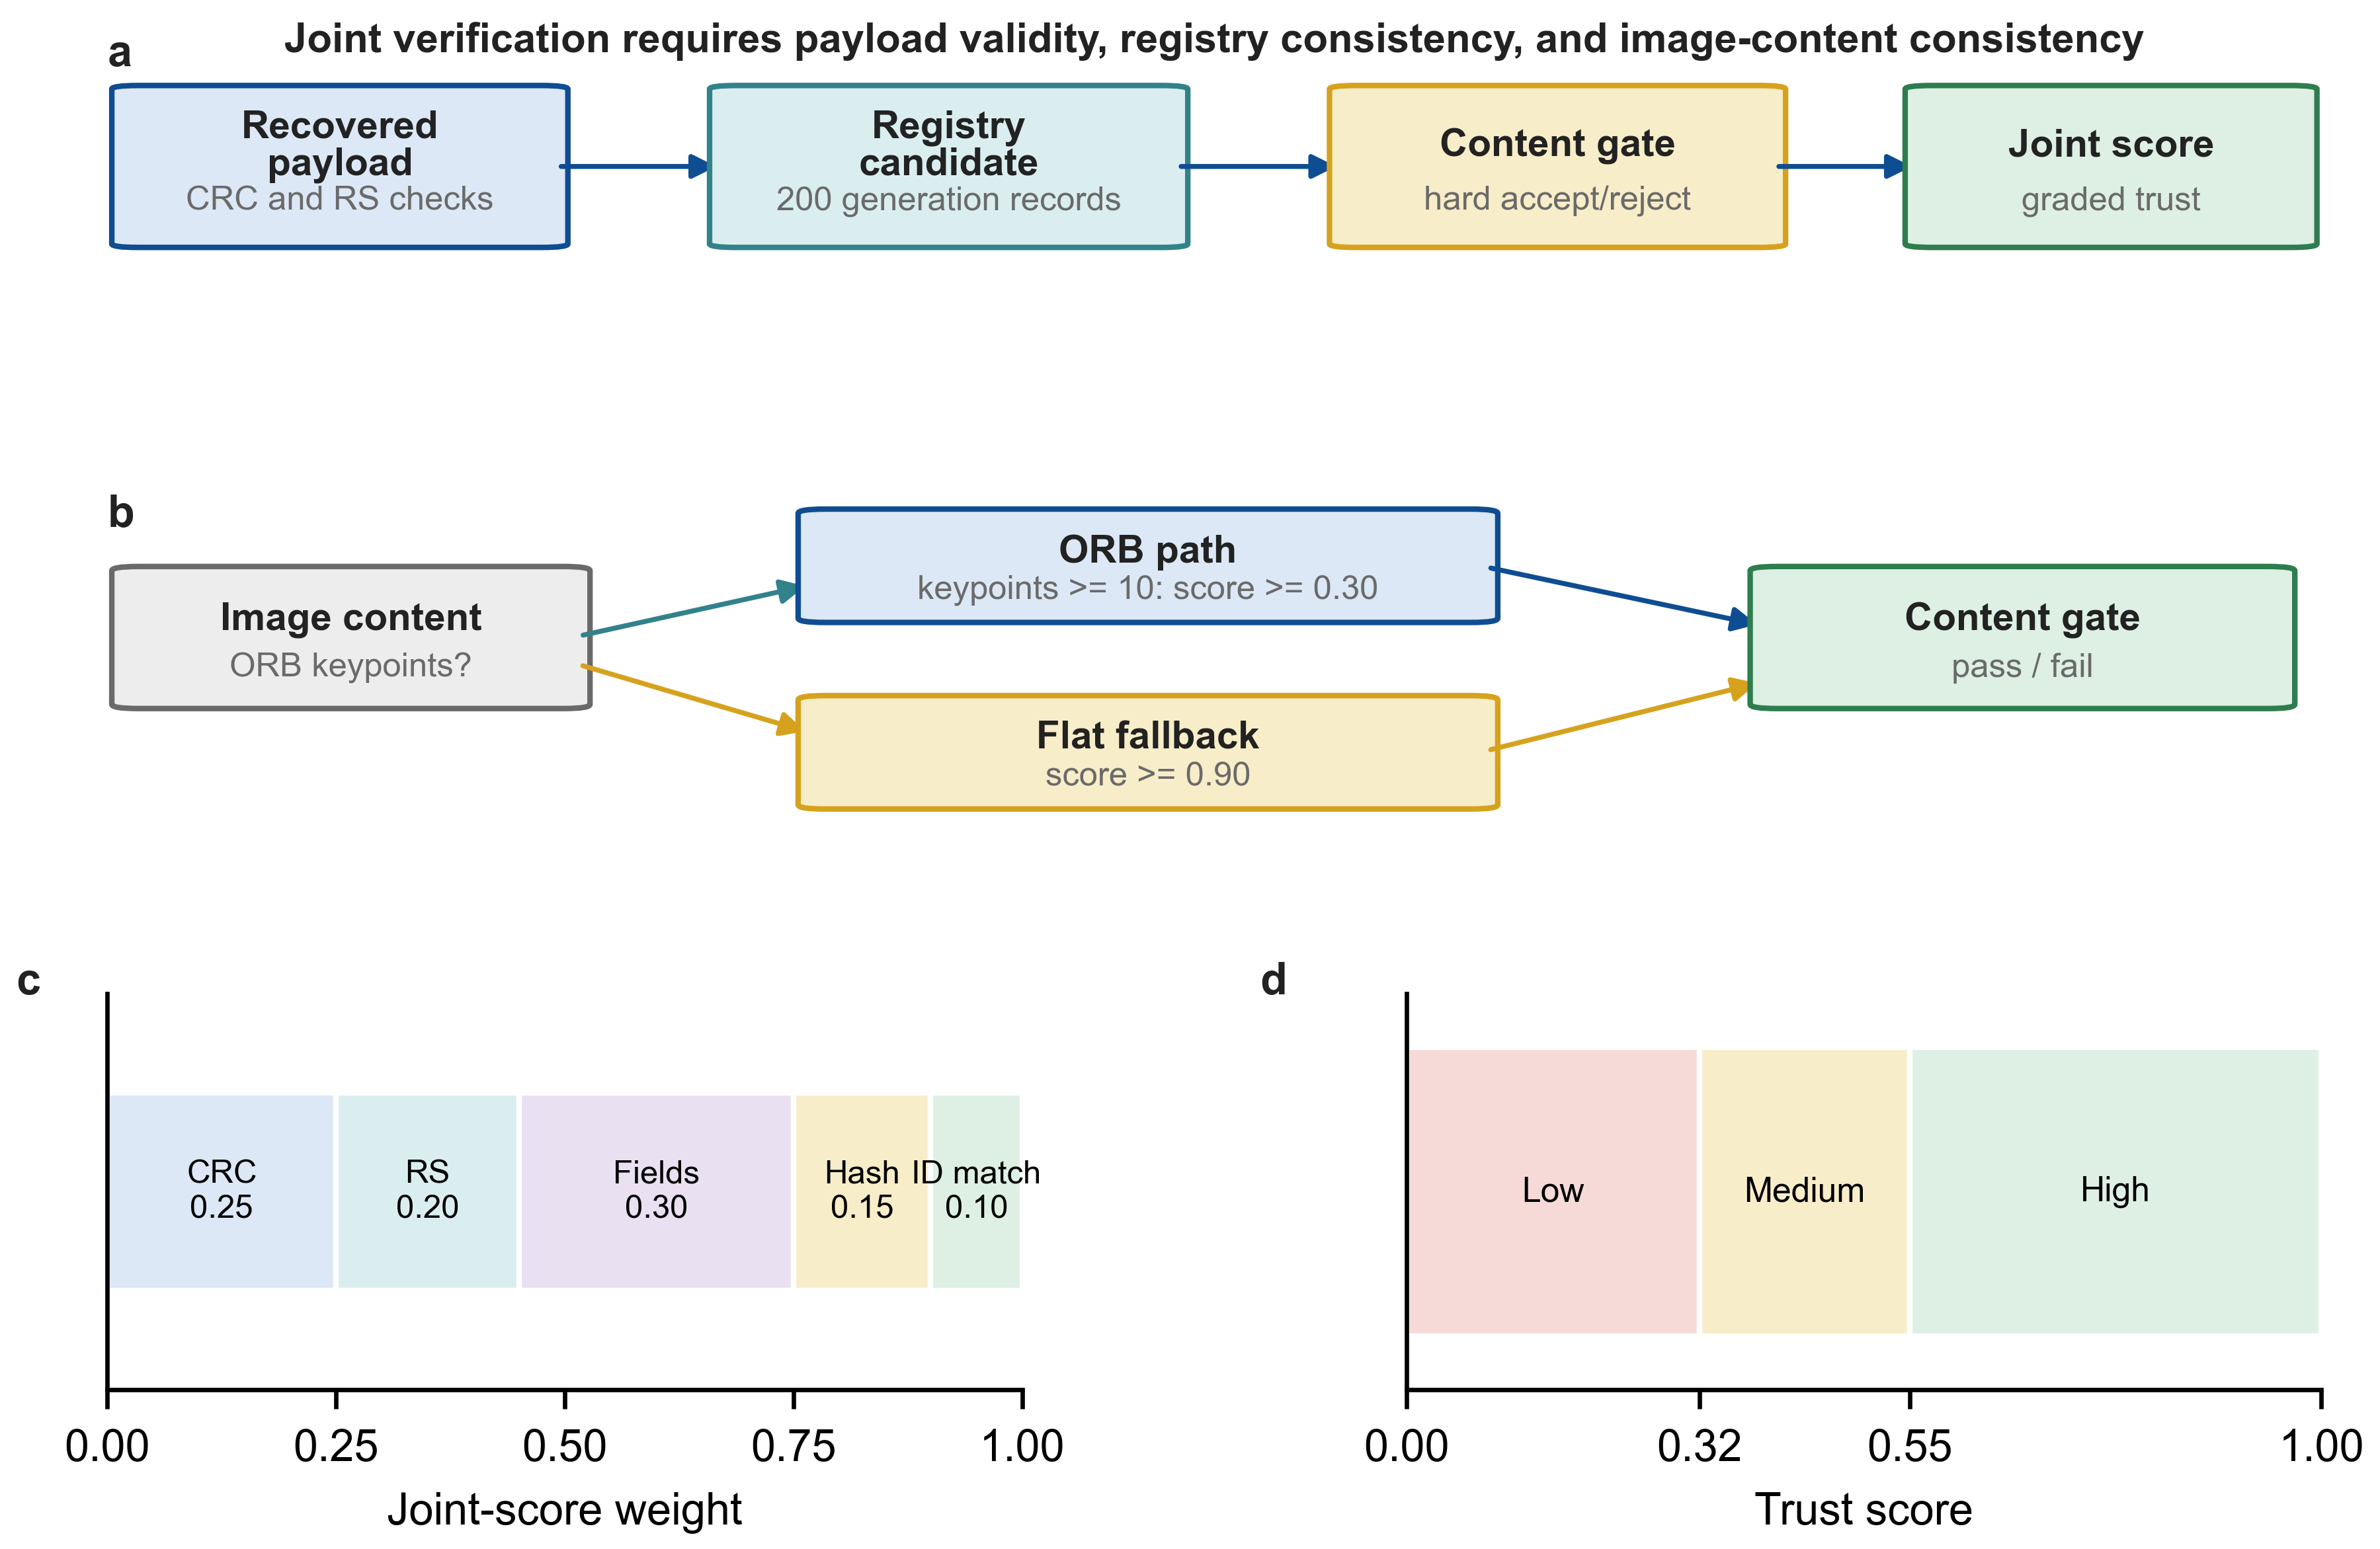 Joint verification requires payload validity, registry consistency, and image-content consistency
a
Recovered
payload
CRC and RS checks
Registry
candidate
200 generation records
Content gate
hard accept/reject
Joint score
graded trust
b
Image content
ORB keypoints?
ORB path
keypoints >= 10: score >= 0.30
Flat fallback
score >= 0.90
Content gate
pass / fail
c
CRC
0.25
RS
0.20
Fields
0.30
Hash
0.15
ID match
0.10
0.00 0.25 0.50 0.75 1.00
Joint-score weight
d
Low
Medium
High
0.00 0.32 0.55 1.00
Trust score